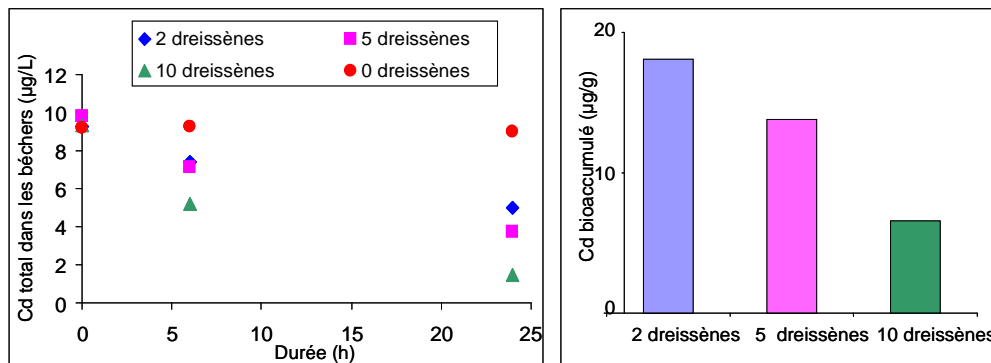 2 dreissènes
5 dreissènes
10 dreissènes
0 dreissènes
Cd total dans les béchers (µg/L)
12
10
8
6
4
2
0
0
5
10
15
20
25
Durée (h)
Cd bioaccumulé (µg/g)
20
10
0
2 dreissènes
5 dreissènes
10 dreissènes